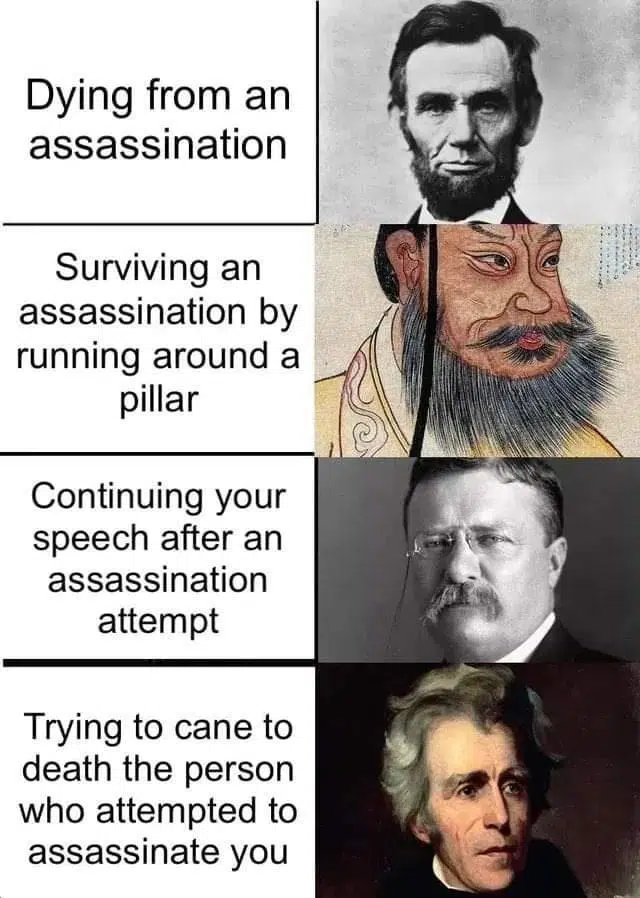 Dying from an
assassination
Surviving an
assassination by
running around a
pillar
Continuing your
speech after an
assassination
attempt
Trying to cane to
death the person
who attempted to
assassinate you